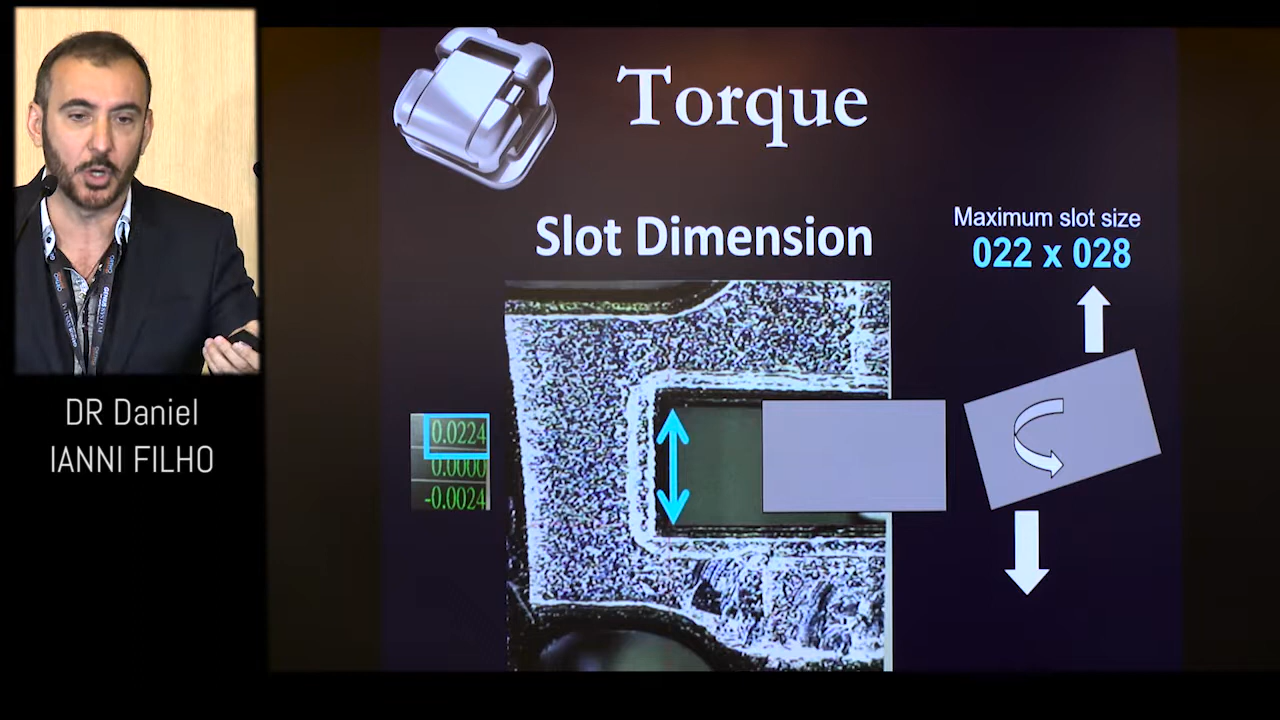 Torque
Slot Dimension
Maximum slot size
022 x 028
0.0224
0.0000
-0.0024
DR Daniel
IANNI FILHO